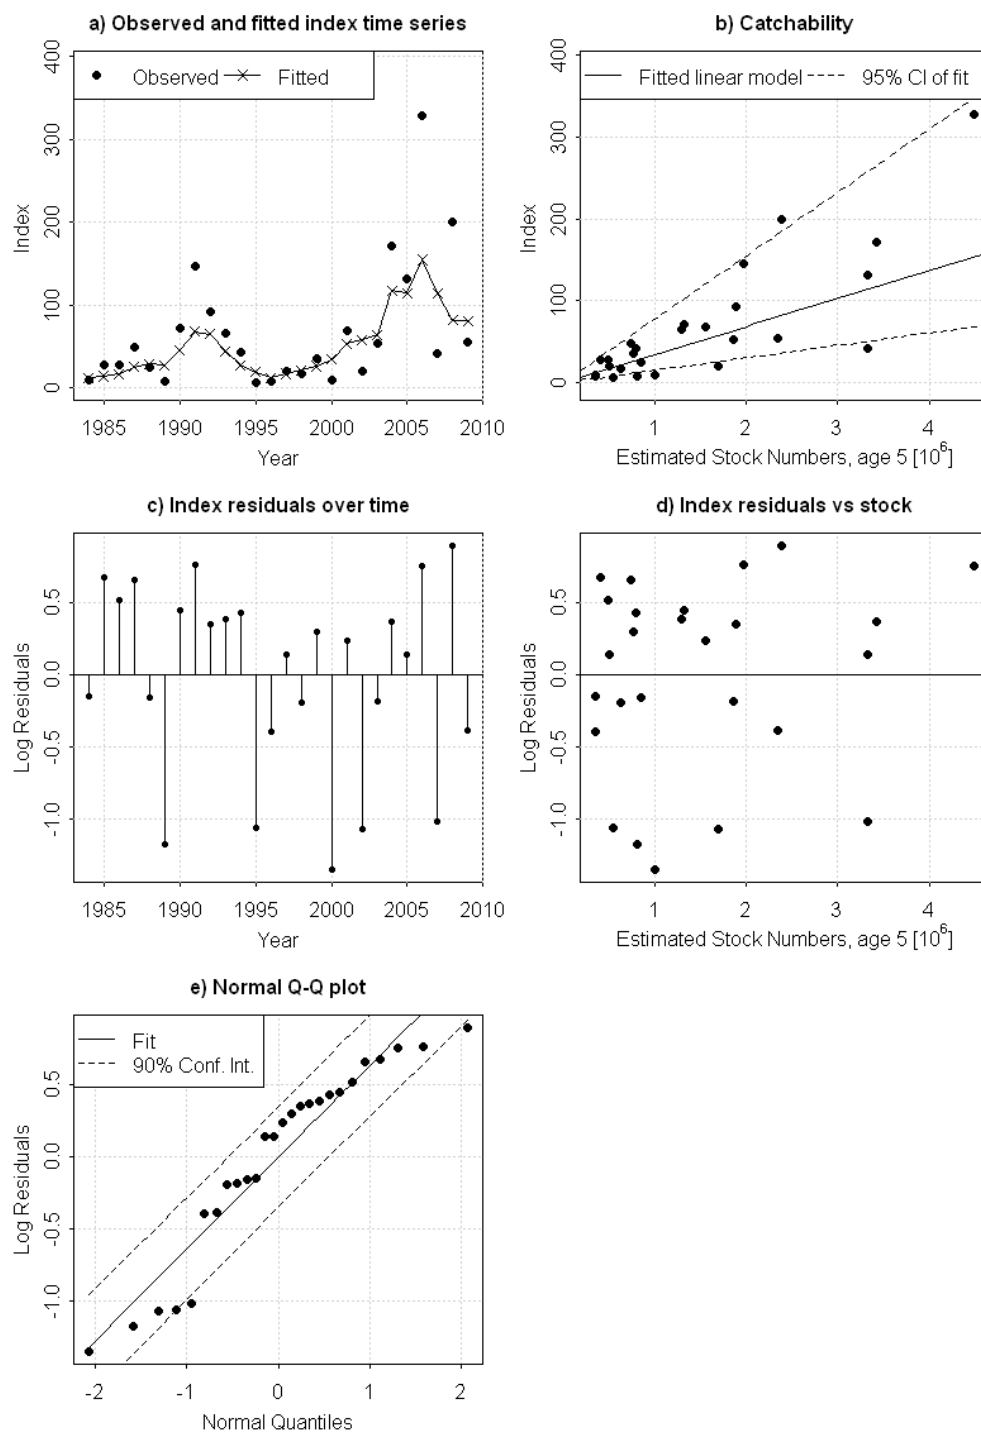 a) Observed and fitted index time series
Observed Fitted
400
300
200
100
0
Index
1985 1990 1995 2000 2005 2010
Year
b) Catchability
Fitted linear model 95% CI of fit
400
300
200
100
0
Index
1 2 3 4
Estimated Stock Numbers, age 5 [10^6]
c) Index residuals over time
0.5
0.0
-0.5
-1.0
Log Residuals
1985 1990 1995 2000 2005 2010
Year
d) Index residuals vs stock
0.5
0.0
-0.5
-1.0
Log Residuals
1 2 3 4
Estimated Stock Numbers, age 5 [10^6]
e) Normal Q-Q plot
Fit
90% Conf. Int.
0.5
0.0
-0.5
-1.0
Log Residuals
-2 -1 0 1 2
Normal Quantiles